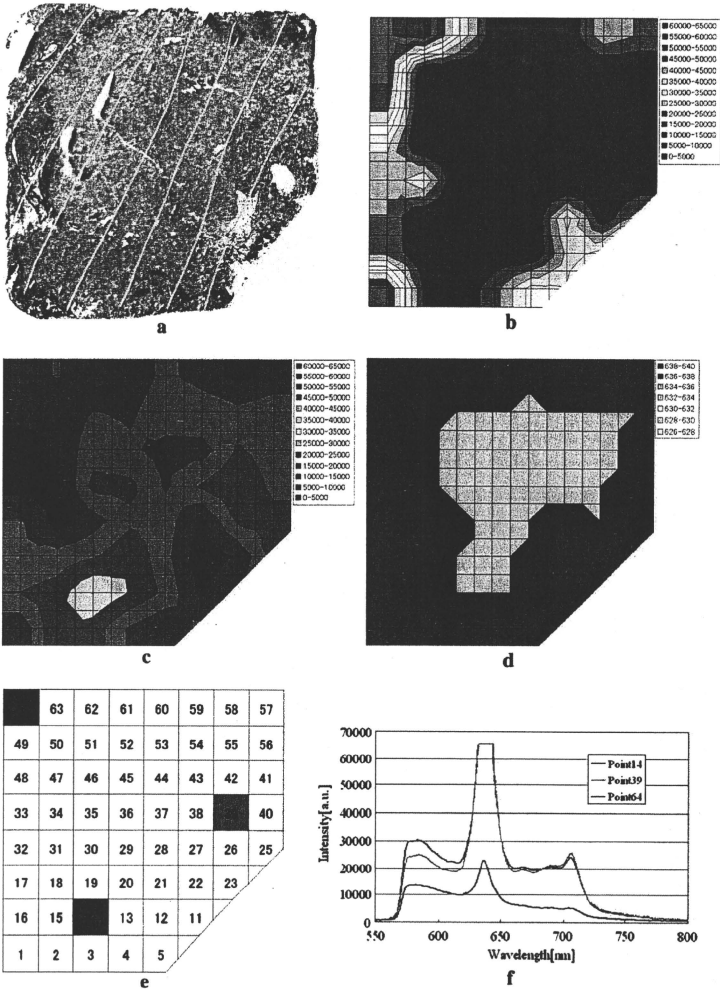 60000-65000
55000-60000
50000-55000
45000-50000
40000-45000
35000-40000
30000-35000
25000-30000
20000-25000
15000-20000
10000-15000
5000-10000
0-5000
a
b
60000-65000
55000-60000
50000-55000
45000-50000
40000-45000
35000-40000
30000-35000
25000-30000
20000-25000
15000-20000
10000-15000
5000-10000
0-5000
638-640
636-638
634-636
632-634
630-632
628-630
626-628
c
d
63 62 61 60 59 58 57
49 50 51 52 53 54 55 56
48 47 46 45 44 43 42 41
33 34 35 36 37 38 40
32 31 30 29 28 27 26 25
17 18 19 20 21 22 23
16 15 13 12 11
1 2 3 4 5
e
70000
60000
50000
40000
30000
20000
10000
0
Intensity[a.u.]
Point14
Point39
Point64
550 600 650 700 750 800
Wavelength[nm]
f